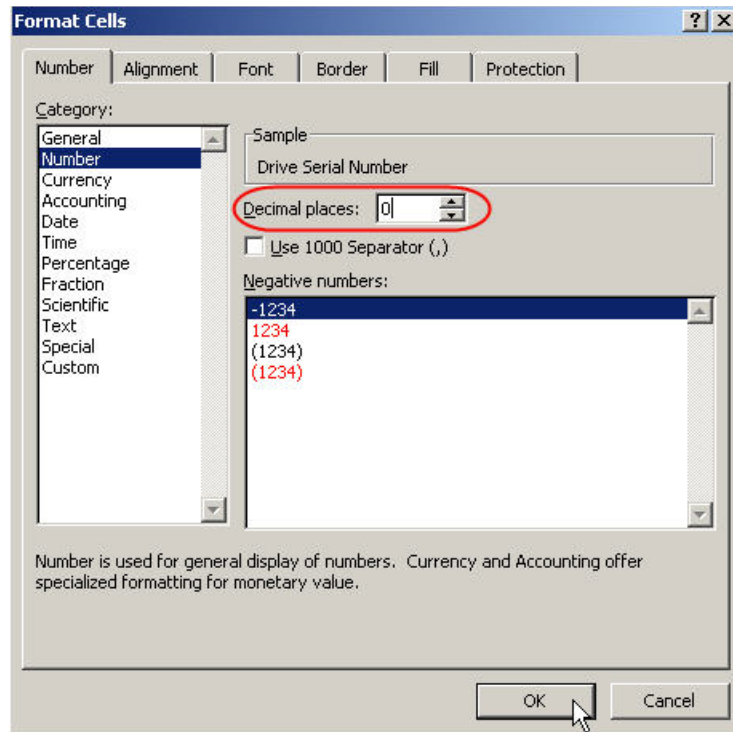 Format Cells
Number Alignment Font Border Fill Protection
Category:
General
Number
Currency
Accounting
Date
Time
Percentage
Fraction
Scientific
Text
Special
Custom
Sample
Drive Serial Number
Decimal places: 0
Use 1000 Separator (,)
Negative numbers:
-1234
1234
(1234)
(1234)
Number is used for general display of numbers. Currency and Accounting offer
specialized formatting for monetary value.
OK Cancel